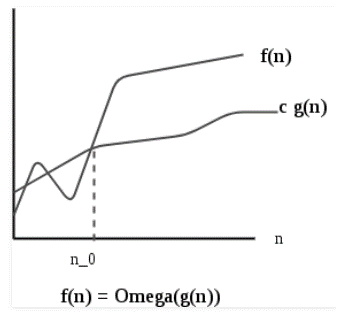 f(n)
c g(n)
n
n_0
f(n) = Omega(g(n))